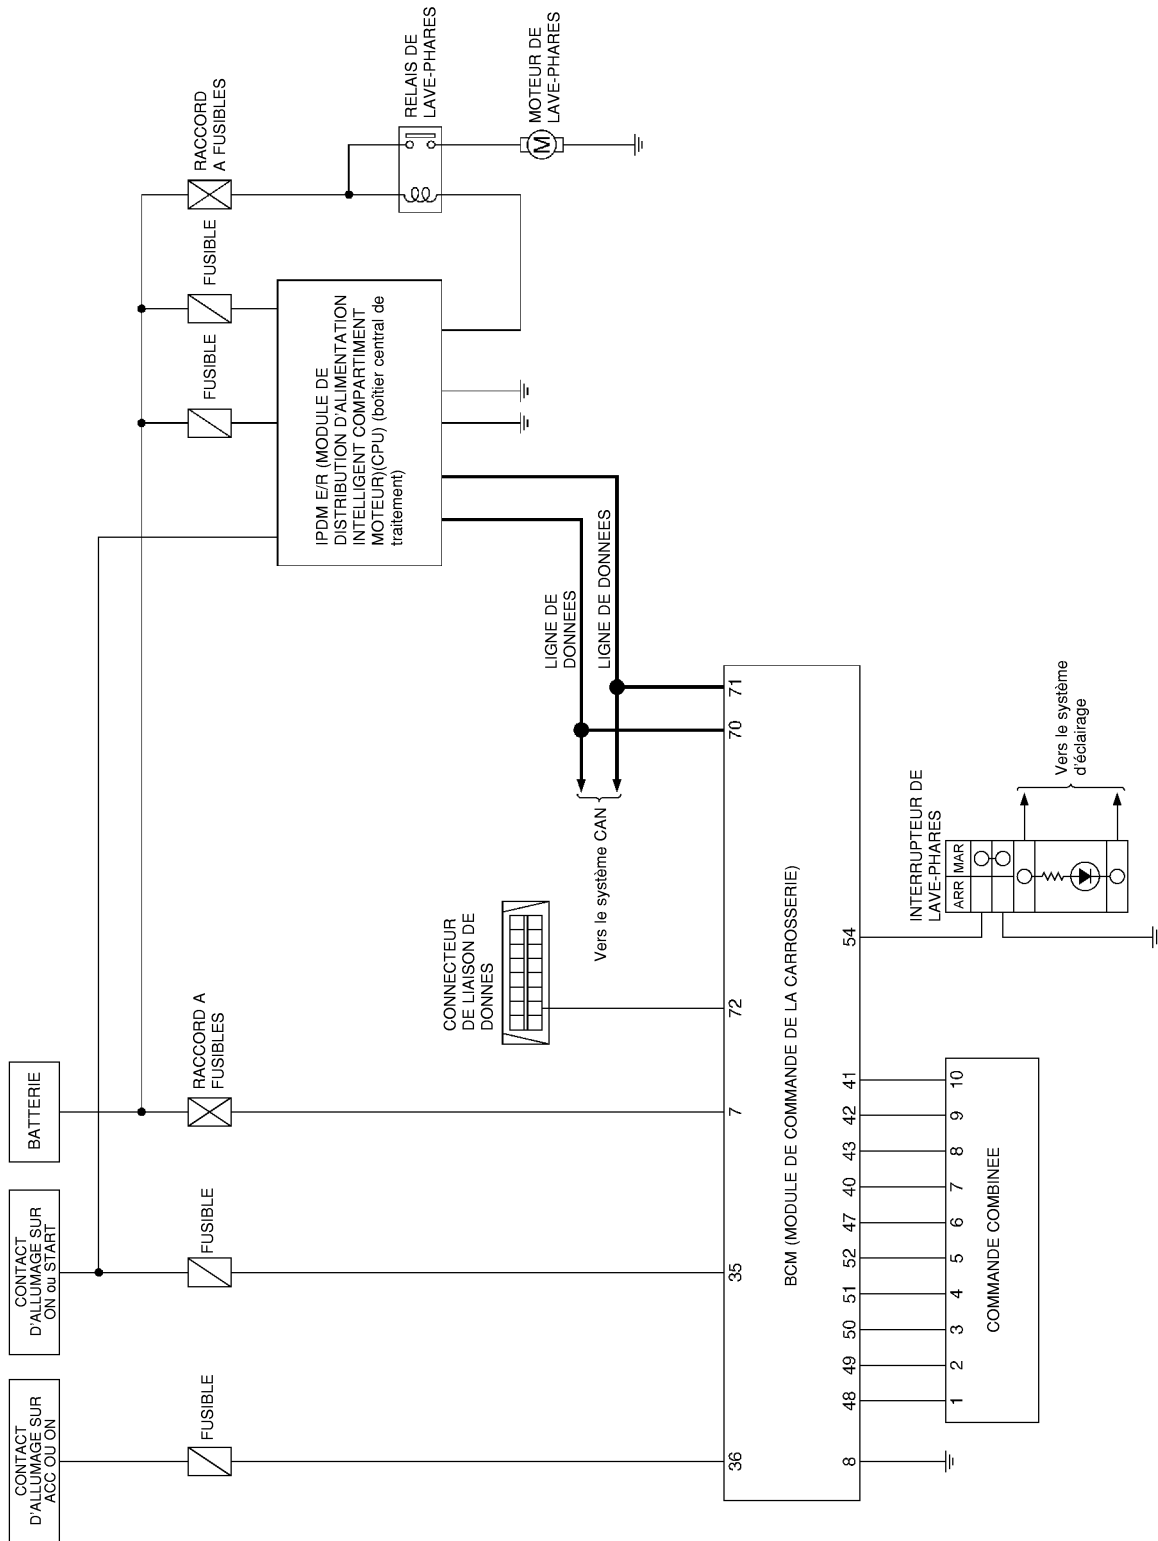 CONTACT
D'ALLUMAGE SUR
ACC OU ON
CONTACT
D'ALLUMAGE SUR
ON ou START
BATTERIE
FUSIBLE
FUSIBLE
RACCORD A
FUSIBLES
FUSIBLE
FUSIBLE
RACCORD
A FUSIBLES
IPDM E/R (MODULE DE
DISTRIBUTION D'ALIMENTATION
INTELLIGENT COMPARTIMENT
MOTEUR)(CPU) (boîtier central de
traitement)
RELAIS DE
LAVE-PHARES
M
MOTEUR DE
LAVE-PHARES
CONNECTEUR
DE LIAISON DE
DONNES
LIGNE DE
DONNEES
LIGNE DE DONNEES
Vers le système CAN
36
35
7
72
70
71
BCM (MODULE DE COMMANDE DE LA CARROSSERIE)
8
48
49
50
51
52
47
40
43
42
41
54
1
2
3
4
5
6
7
8
9
10
COMMANDE COMBINEE
INTERRUPTEUR DE
LAVE-PHARES
ARR
MAR
Vers le système
d'éclairage